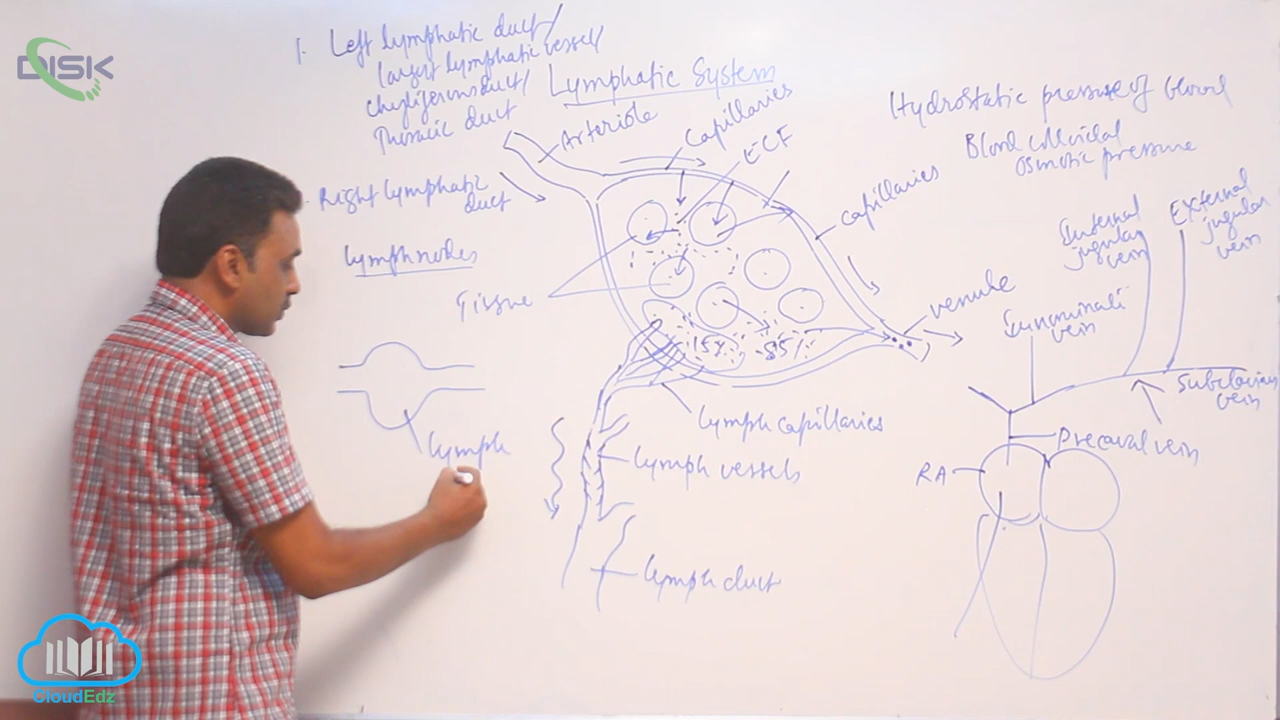 DISK
1. Left lymphatic duct/
largest lymphatic vessel/
chyliferous duct/
Thoracic duct
Right lymphatic
duct
Lymph nodes
Lymphatic System
Arteriole
Capillaries
ECF
Tissue
15%
85%
Capillaries
venule
Lymph capillaries
Lymph vessels
Lymph duct
Lymph
Hydrostatic pressure of blood
Blood colloidal
osmotic pressure
Internal
jugular
vein
External
jugular
vein
vein
Subclavian
vein
Precaval vein
RA
CloudEdz